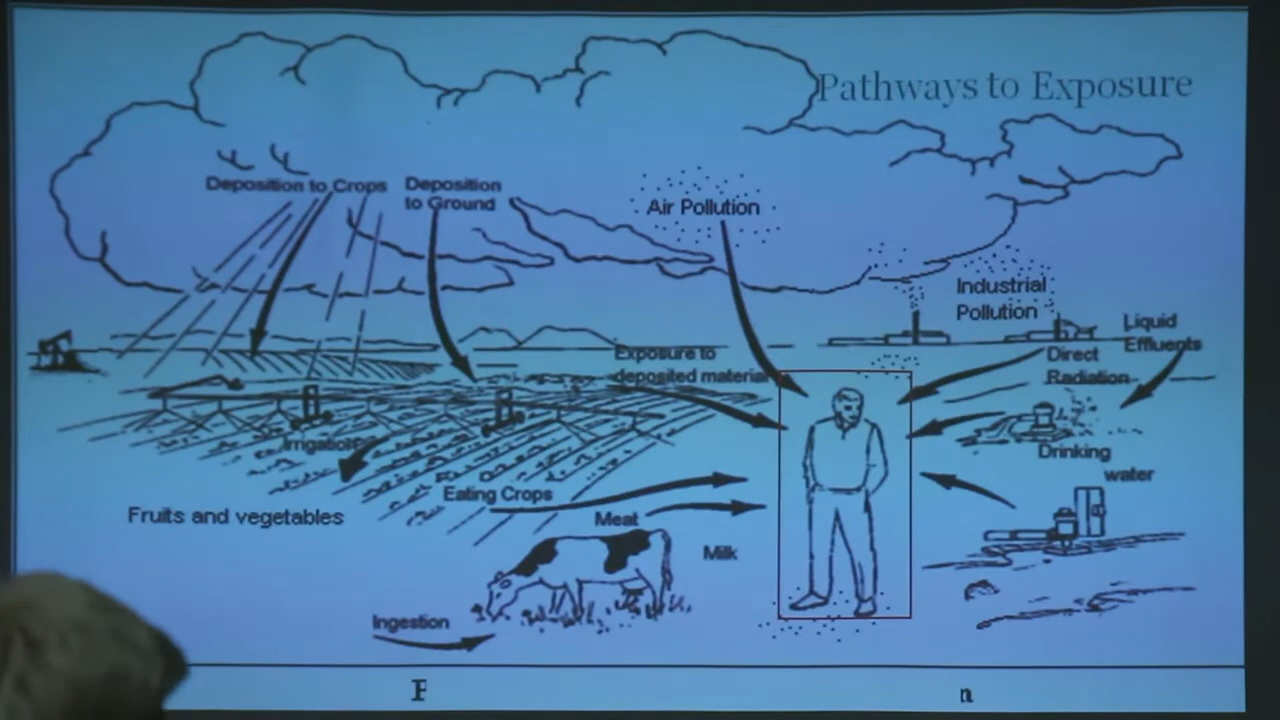 Pathways to Exposure
Deposition to Crops
Deposition
to Ground
Air Pollution
Industrial
Pollution
Liquid
Effluents
Exposure to
deposited material
Direct
Radiation
Irrigation
Drinking
water
Eating Crops
Fruits and vegetables
Meat
Milk
Ingestion
F
n